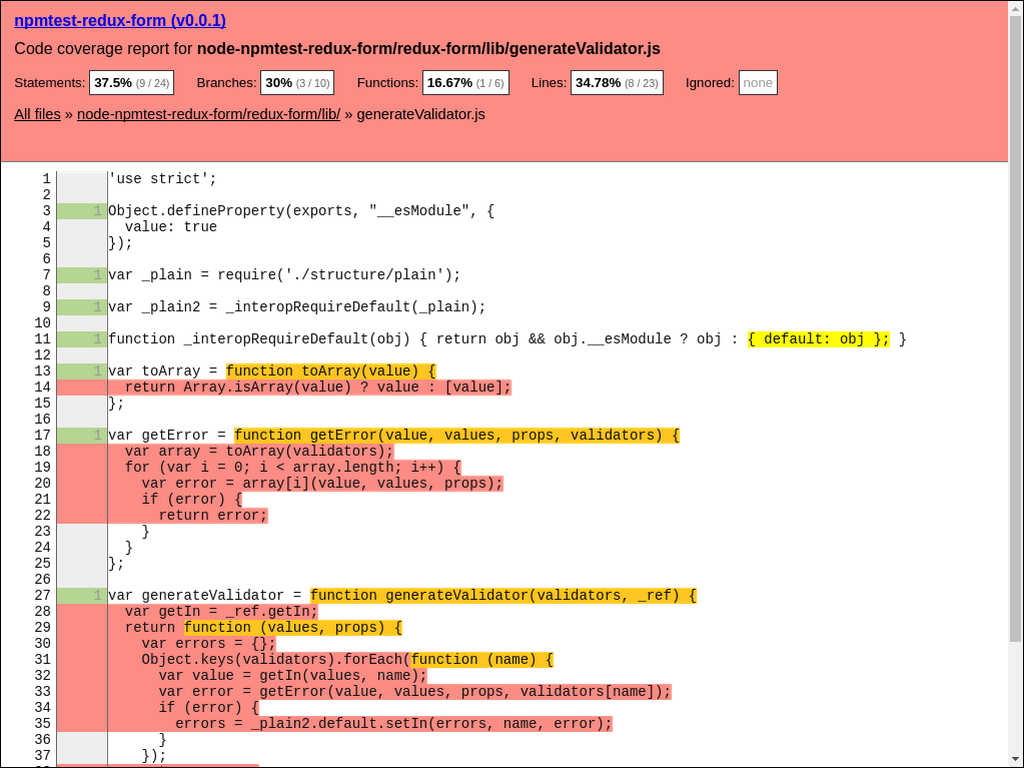 npmtest-redux-form (v0.0.1)
Code coverage report for node-npmtest-redux-form/redux-form/lib/generateValidator.js
Statements: 37.5% (9 / 24) Branches: 30% (3 / 10) Functions: 16.67% (1 / 6) Lines: 34.78% (8 / 23) Ignored: none
All files » node-npmtest-redux-form/redux-form/lib/ » generateValidator.js
1 'use strict';
2
3 1 Object.defineProperty(exports, "__esModule", {
4   value: true
5 });
6
7 1 var _plain = require('./structure/plain');
8
9 1 var _plain2 = _interopRequireDefault(_plain);
10
11 1 function _interopRequireDefault(obj) { return obj && obj.__esModule ? obj : { default: obj }; }
12
13 1 var toArray = function toArray(value) {
14   return Array.isArray(value) ? value : [value];
15 };
16
17 1 var getError = function getError(value, values, props, validators) {
18   var array = toArray(validators);
19   for (var i = 0; i < array.length; i++) {
20     var error = array[i](value, values, props);
21     if (error) {
22       return error;
23     }
24   }
25 };
26
27 1 var generateValidator = function generateValidator(validators, _ref) {
28   var getIn = _ref.getIn;
29   return function (values, props) {
30     var errors = {};
31     Object.keys(validators).forEach(function (name) {
32       var value = getIn(values, name);
33       var error = getError(value, values, props, validators[name]);
34       if (error) {
35         errors = _plain2.default.setIn(errors, name, error);
36       }
37     });